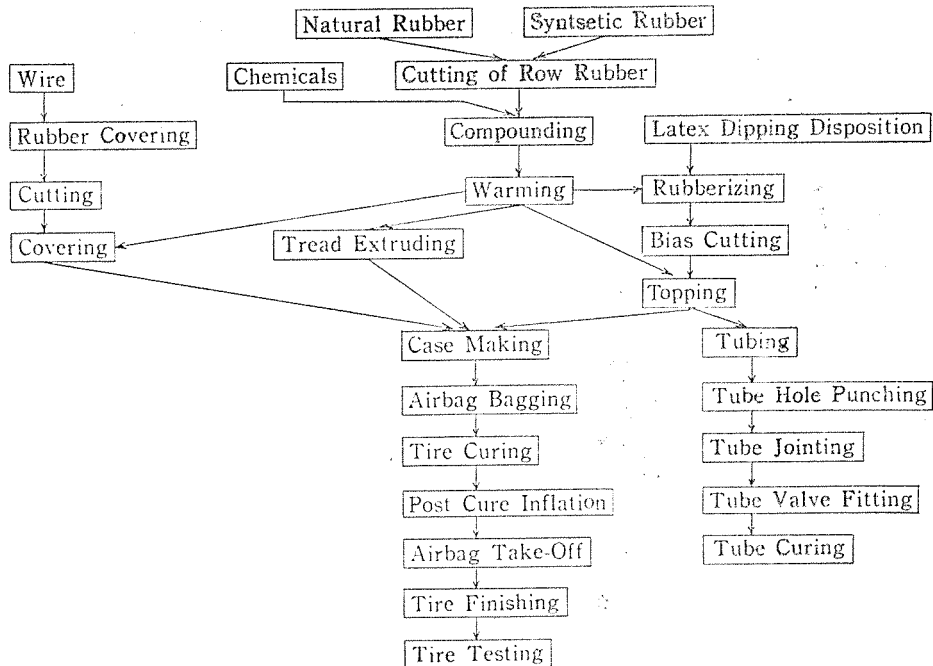 Natural Rubber
Syntsetic Rubber
Wire
Chemicals
Cutting of Row Rubber
Rubber Covering
Compounding
Latex Dipping Disposition
Cutting
Warming
Rubberizing
Covering
Tread Extruding
Bias Cutting
Topping
Case Making
Tubing
Airbag Bagging
Tube Hole Punching
Tire Curing
Tube Jointing
Post Cure Inflation
Tube Valve Fitting
Airbag Take-Off
Tube Curing
Tire Finishing
Tire Testing